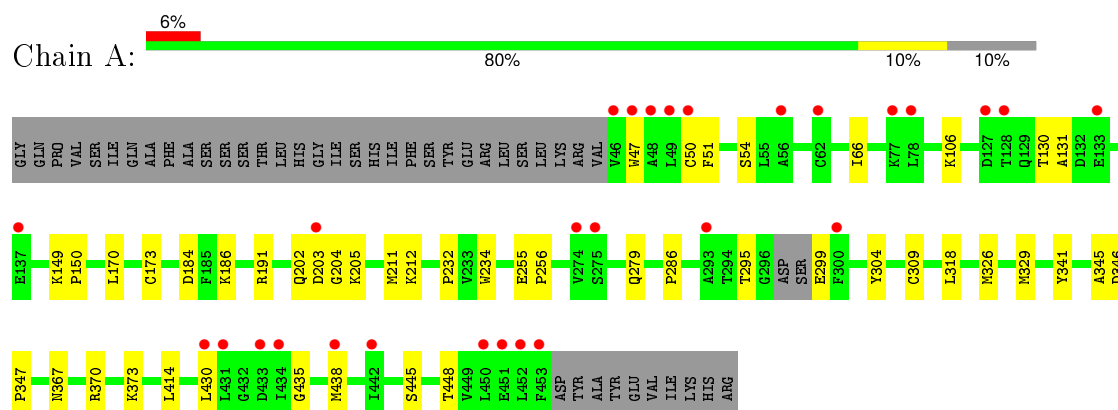 6%
Chain A:
80% 10% 10%
GLY GLN PRO VAL SER ILE GLN ALA PHE ALA SER SER SER THR LEU HIS GLY ILE SER HIS ILE PHE SER TYR VAL GLU ARG LEU SER LEU LYS ARG VAL V46 W47 A48 L49 C50 F51 S54 L55 A56 C62 I66 K77 L78 K106 D127 T128 Q129 T130 A131 D132 E133
E137 K149 P150 L170 C173 D184 F185 K186 R191 Q202 D203 G204 K205 M211 K212 P232 V233 W234 E255 P256 V274 S275 Q279 P286 A293 T294 T295 G296 ASP SER E299 F300 Y304 C309 L318 M326 M329 Y341 A345 D346
P347 N367 R370 K373 L414 L430 L431 G432 D433 I434 G435 M438 I442 S445 T448 V449 L450 E451 L452 F453 ASP TYR ALA TYR GLU VAL ILE LYS HIS ARG